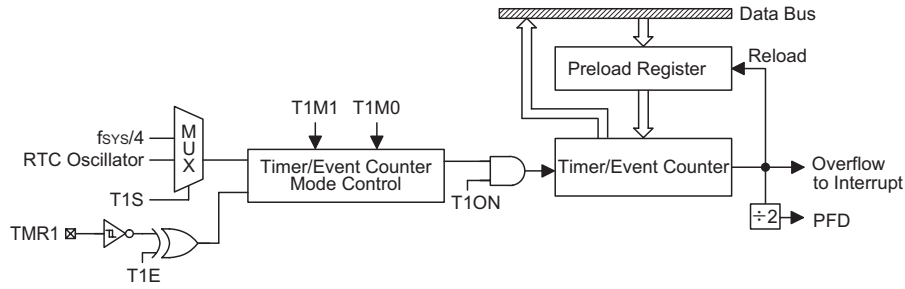 Data Bus
Preload Register
Reload
T1M1 T1M0
fSYS/4
RTC Oscillator
MUX
T1S
Timer/Event Counter
Mode Control
T1ON
Timer/Event Counter
Overflow
to Interrupt
÷2
PFD
TMR1
T1E